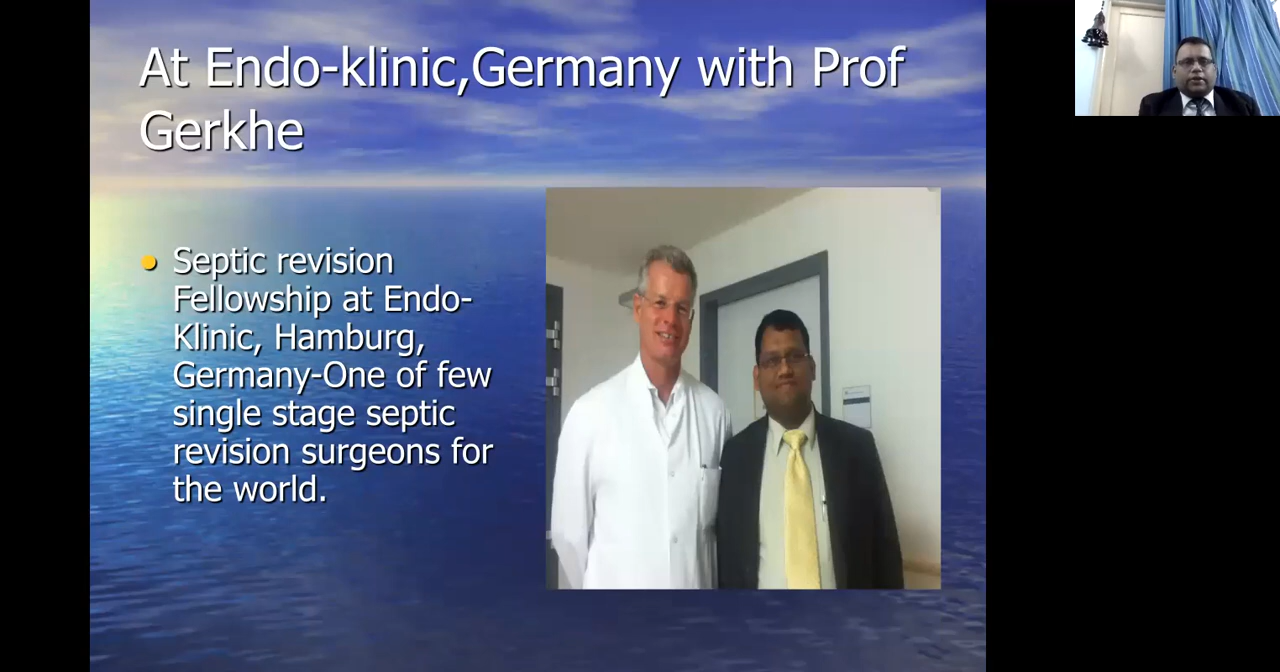 At Endo-klinic,Germany with Prof
Gerkhe
Septic revision
Fellowship at Endo-
Klinic, Hamburg,
Germany-One of few
single stage septic
revision surgeons for
the world.